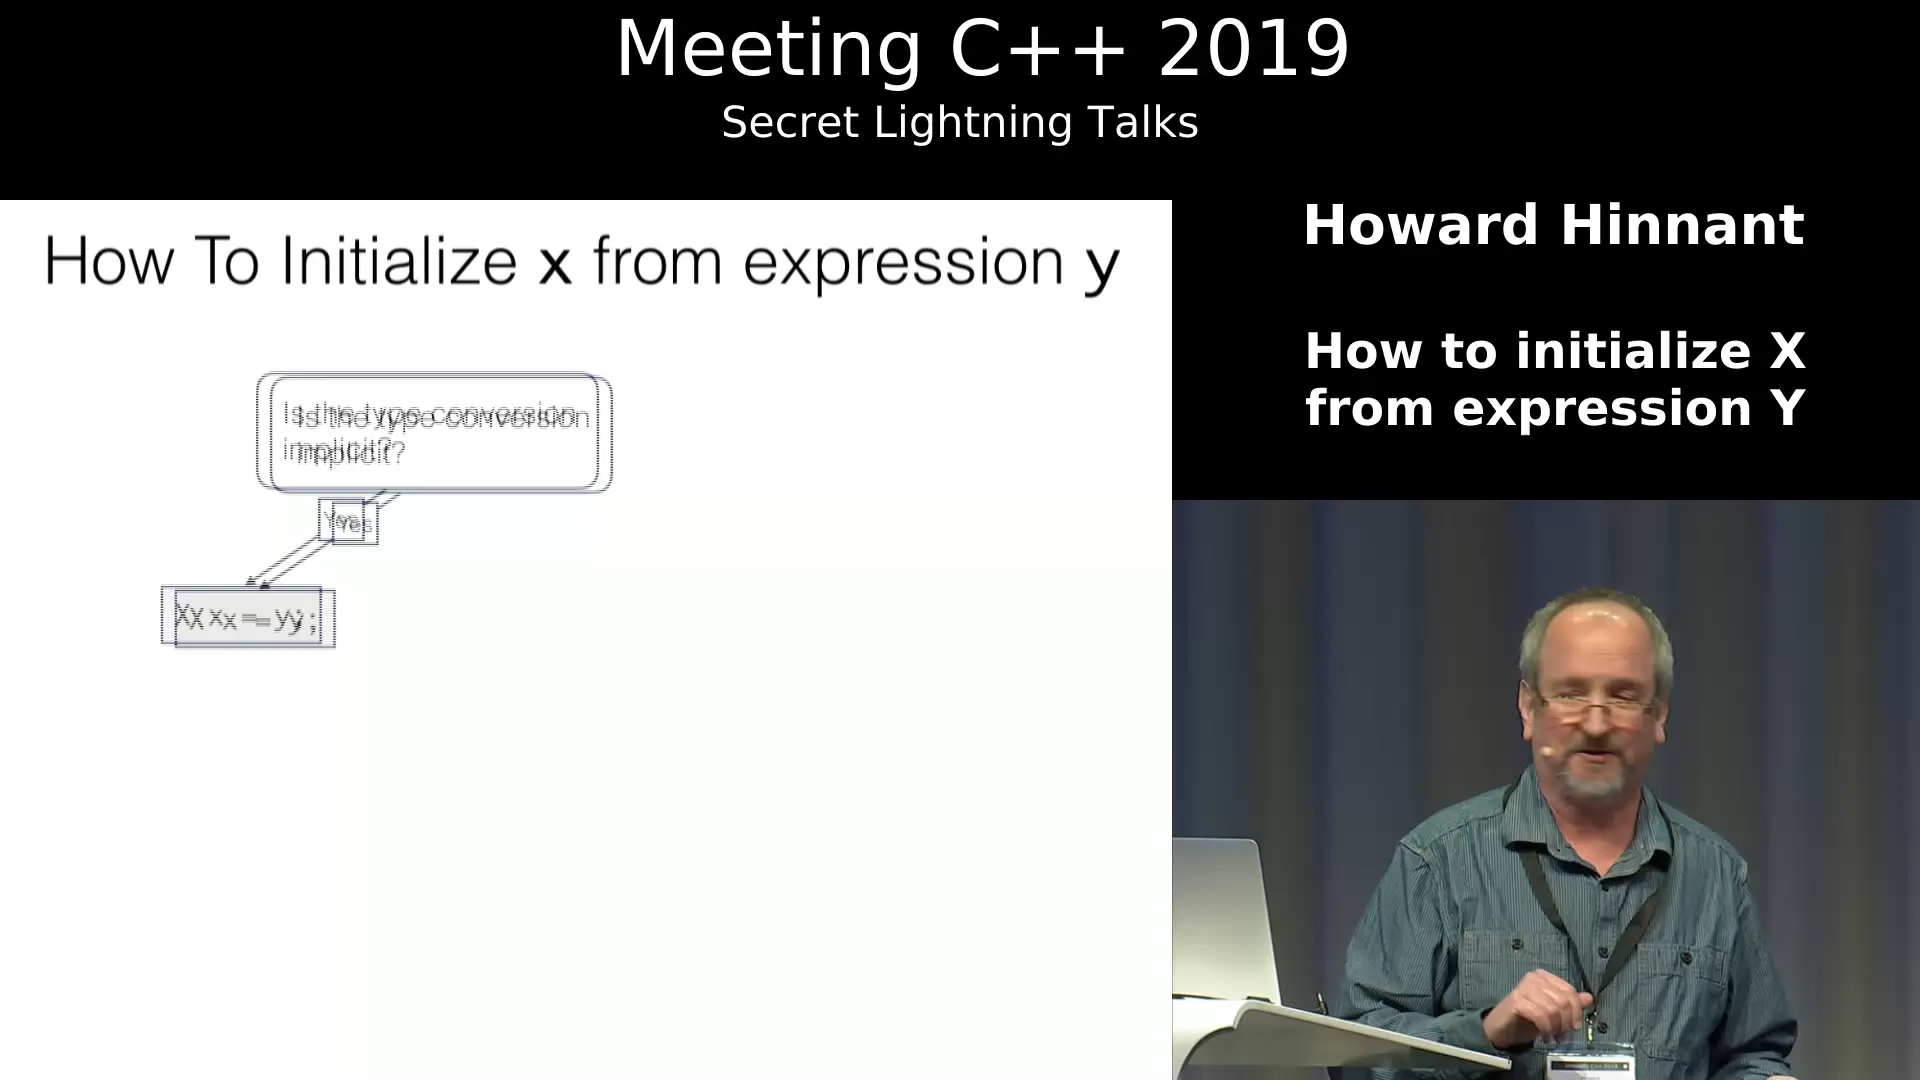 Meeting C++ 2019
Secret Lightning Talks
How To Initialize x from expression y
Howard Hinnant
How to initialize X
from expression Y
Is the type conversion
implicit?
Yes
X x = y;